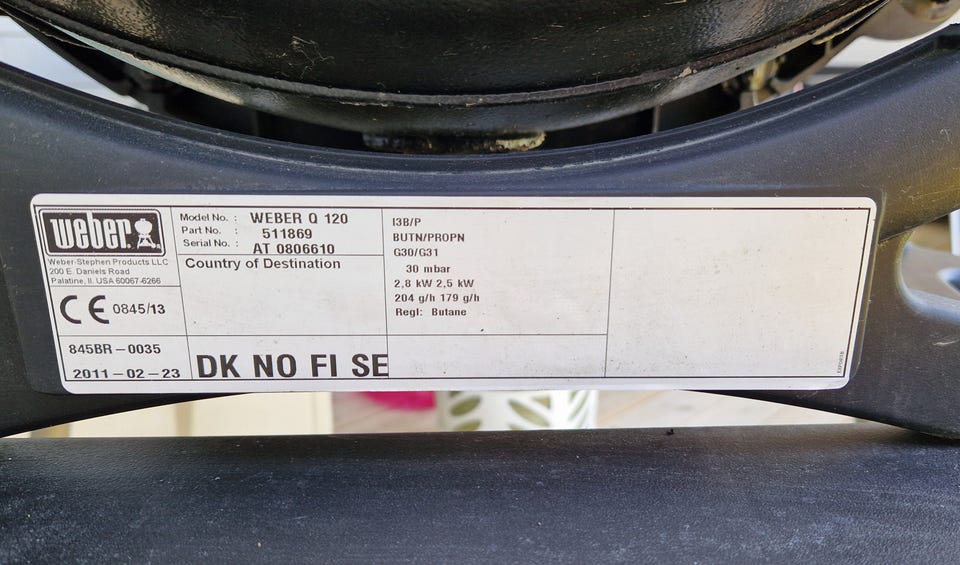 weber
Weber-Stephen Products LLC
200 E. Daniels Road
Palatine, Il. USA 60067-6266
CE 0845/13
845BR-0035
2011-02-23
Model No. : WEBER Q 120
Part No. : 511869
Serial No. : AT 0806610
Country of Destination
DK NO FI SE
I3B/P
BUTN/PROPN
G30/G31
30 mbar
2,8 kW 2,5 kW
204 g/h 179 g/h
Regl: Butane